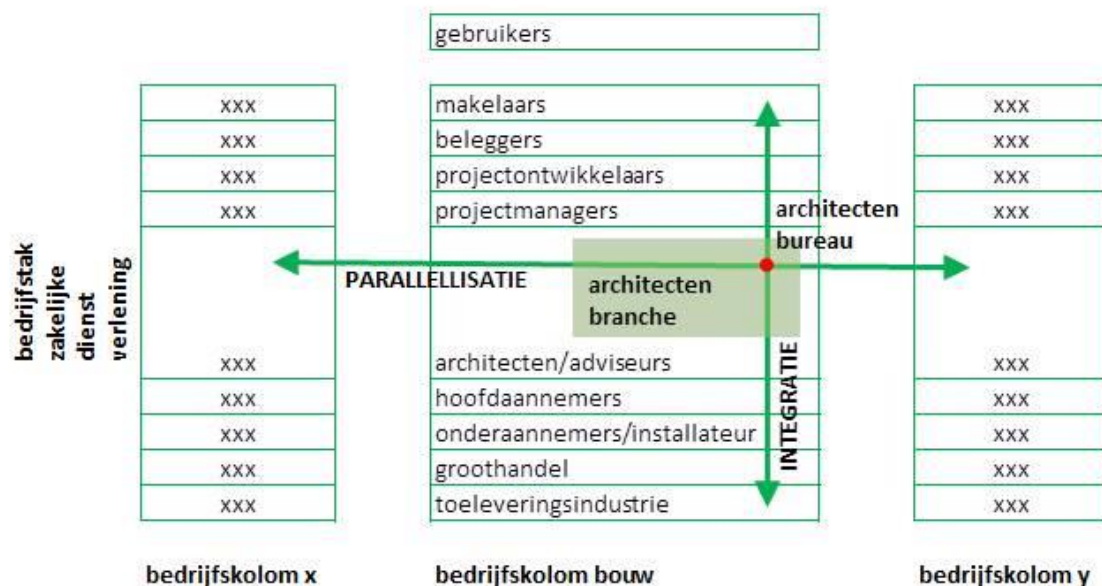 gebruikers
xxx makelaars xxx
xxx beleggers xxx
xxx projectontwikkelaars xxx
xxx projectmanagers xxx
architecten
bureau
bedrijfstak
zakelijke
dienst
verlening
PARALLELLISATIE
architecten
branche
INTEGRATIE
xxx architecten/adviseurs xxx
xxx hoofdaannemers xxx
xxx onderaannemers/installateur xxx
xxx groothandel xxx
xxx toeleveringsindustrie xxx
bedrijfskolom x bedrijfskolom bouw bedrijfskolom y